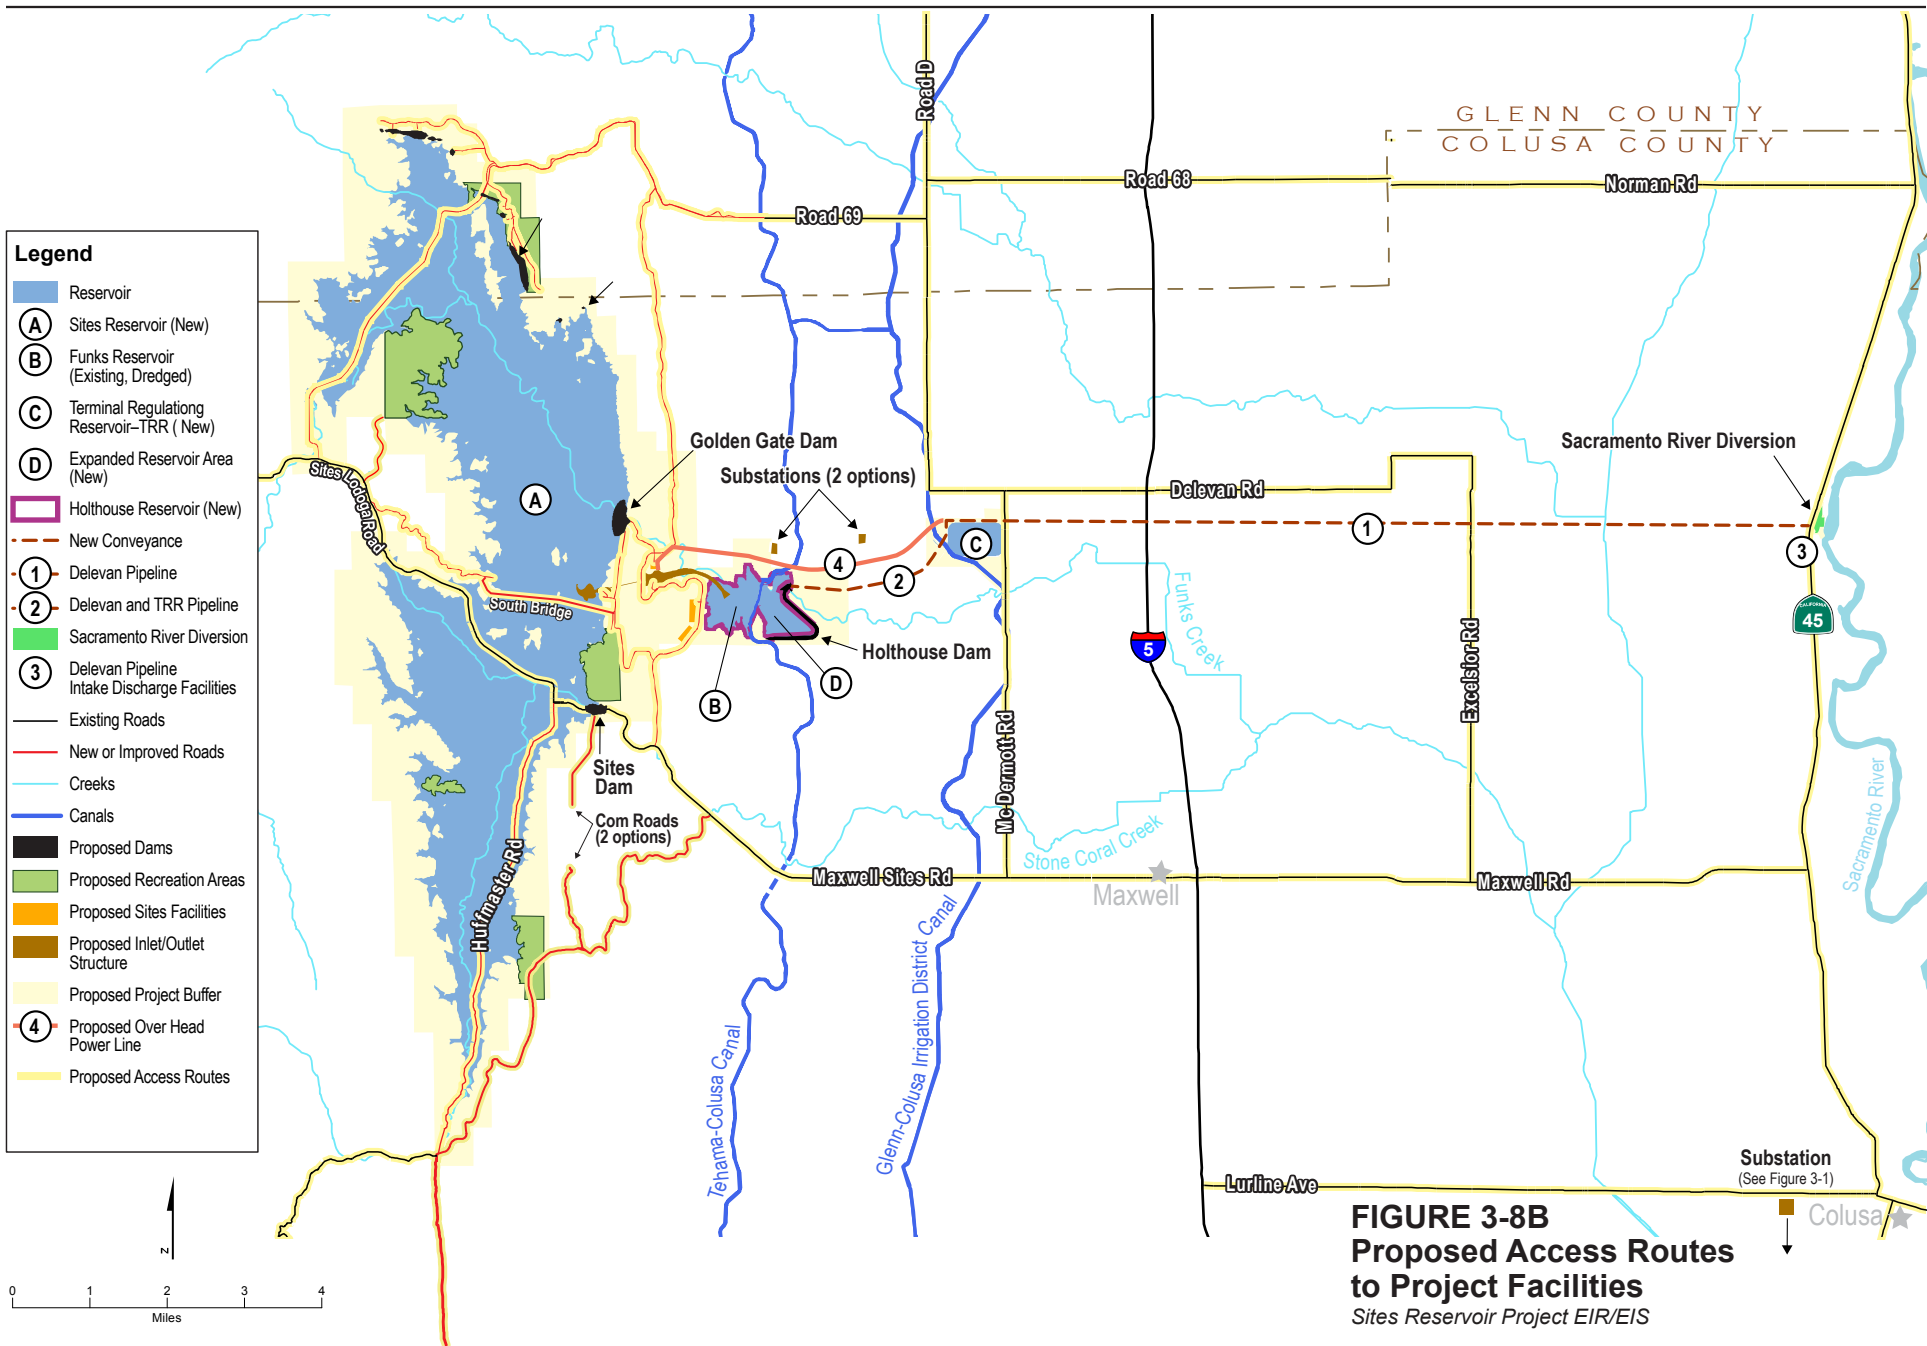 GLENN COUNTY
COLUSA COUNTY
Road D
Road 68
Norman Rd
Road 69
Legend
Reservoir
A
Sites Reservoir (New)
B
Funks Reservoir
(Existing, Dredged)
C
Terminal Regulationg
Reservoir–TRR ( New)
D
Expanded Reservoir Area
(New)
Holthouse Reservoir (New)
New Conveyance
1
Delevan Pipeline
2
Delevan and TRR Pipeline
Sacramento River Diversion
3
Delevan Pipeline
Intake Discharge Facilities
Existing Roads
New or Improved Roads
Creeks
Canals
Proposed Dams
Proposed Recreation Areas
Proposed Sites Facilities
Proposed Inlet/Outlet
Structure
Proposed Project Buffer
4
Proposed Over Head
Power Line
Proposed Access Routes
Golden Gate Dam
Substations (2 options)
Sacramento River Diversion
Sites Lodoga Road
A
Delevan Rd
C
1
3
4
2
South Bridge
Funks Creek
CALIFORNIA
45
5
Holthouse Dam
D
B
Excelsior Rd
Mc Dermott Rd
Sites
Dam
Com Roads
(2 options)
Huffmaster Rd
Stone Coral Creek
Sacramento River
Maxwell Sites Rd
Maxwell
Maxwell Rd
Glenn-Colusa Irrigation District Canal
Tehama-Colusa Canal
Lurline Ave
Substation
(See Figure 3-1)
Colusa
N
0 1 2 3 4
Miles
FIGURE 3-8B
Proposed Access Routes
to Project Facilities
Sites Reservoir Project EIR/EIS